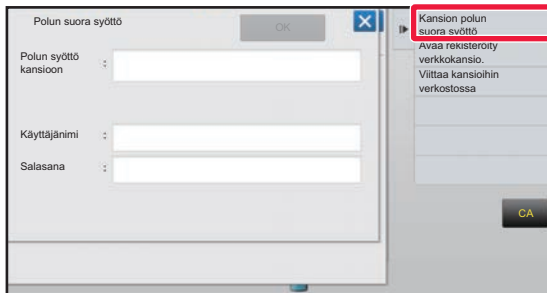 Polun suora syöttö
OK
Polun syöttö
kansioon :
Käyttäjänimi :
Salasana :
Kansion polun
suora syöttö
Avaa rekisteröity
verkkokansio.
Viittaa kansioihin
verkostossa
CA